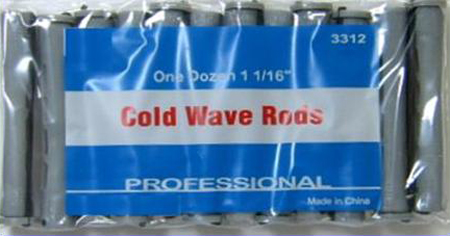 3312
One Dozen 1 1/16"
Cold Wave Rods
PROFESSIONAL
Made in China